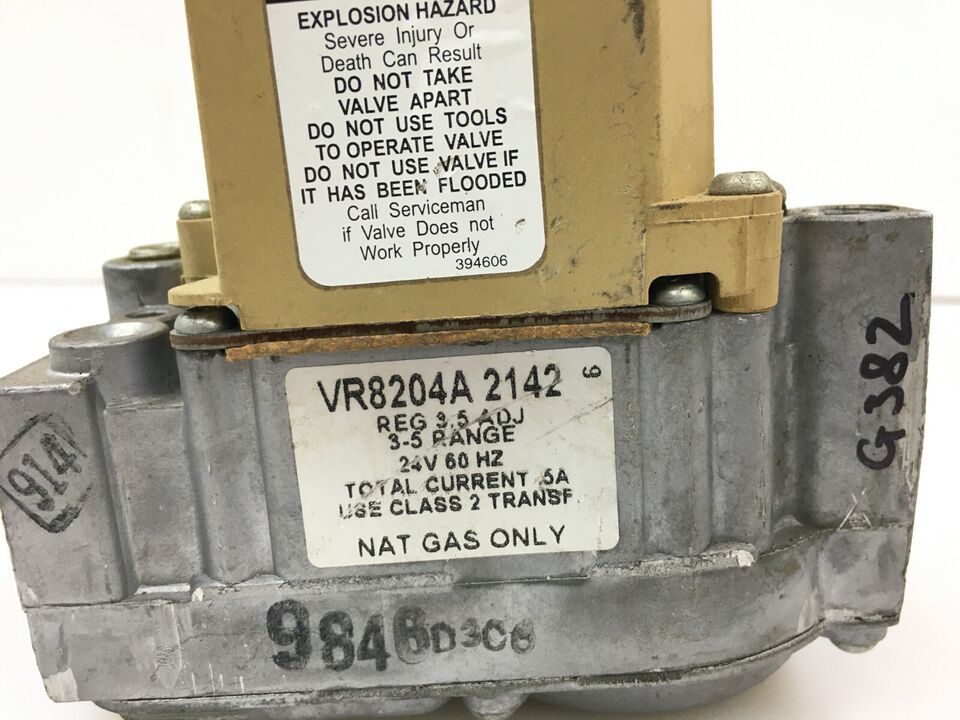 EXPLOSION HAZARD
Severe Injury Or
Death Can Result
DO NOT TAKE
VALVE APART
DO NOT USE TOOLS
TO OPERATE VALVE
DO NOT USE VALVE IF
IT HAS BEEN FLOODED
Call Serviceman
if Valve Does not
Work Properly
394606
VR8204A 2142 6
REG 3.5 ADJ
3-5 RANGE
24V 60 HZ
TOTAL CURRENT .5A
USE CLASS 2 TRANSF.
NAT GAS ONLY
914
G382
9846D3C6